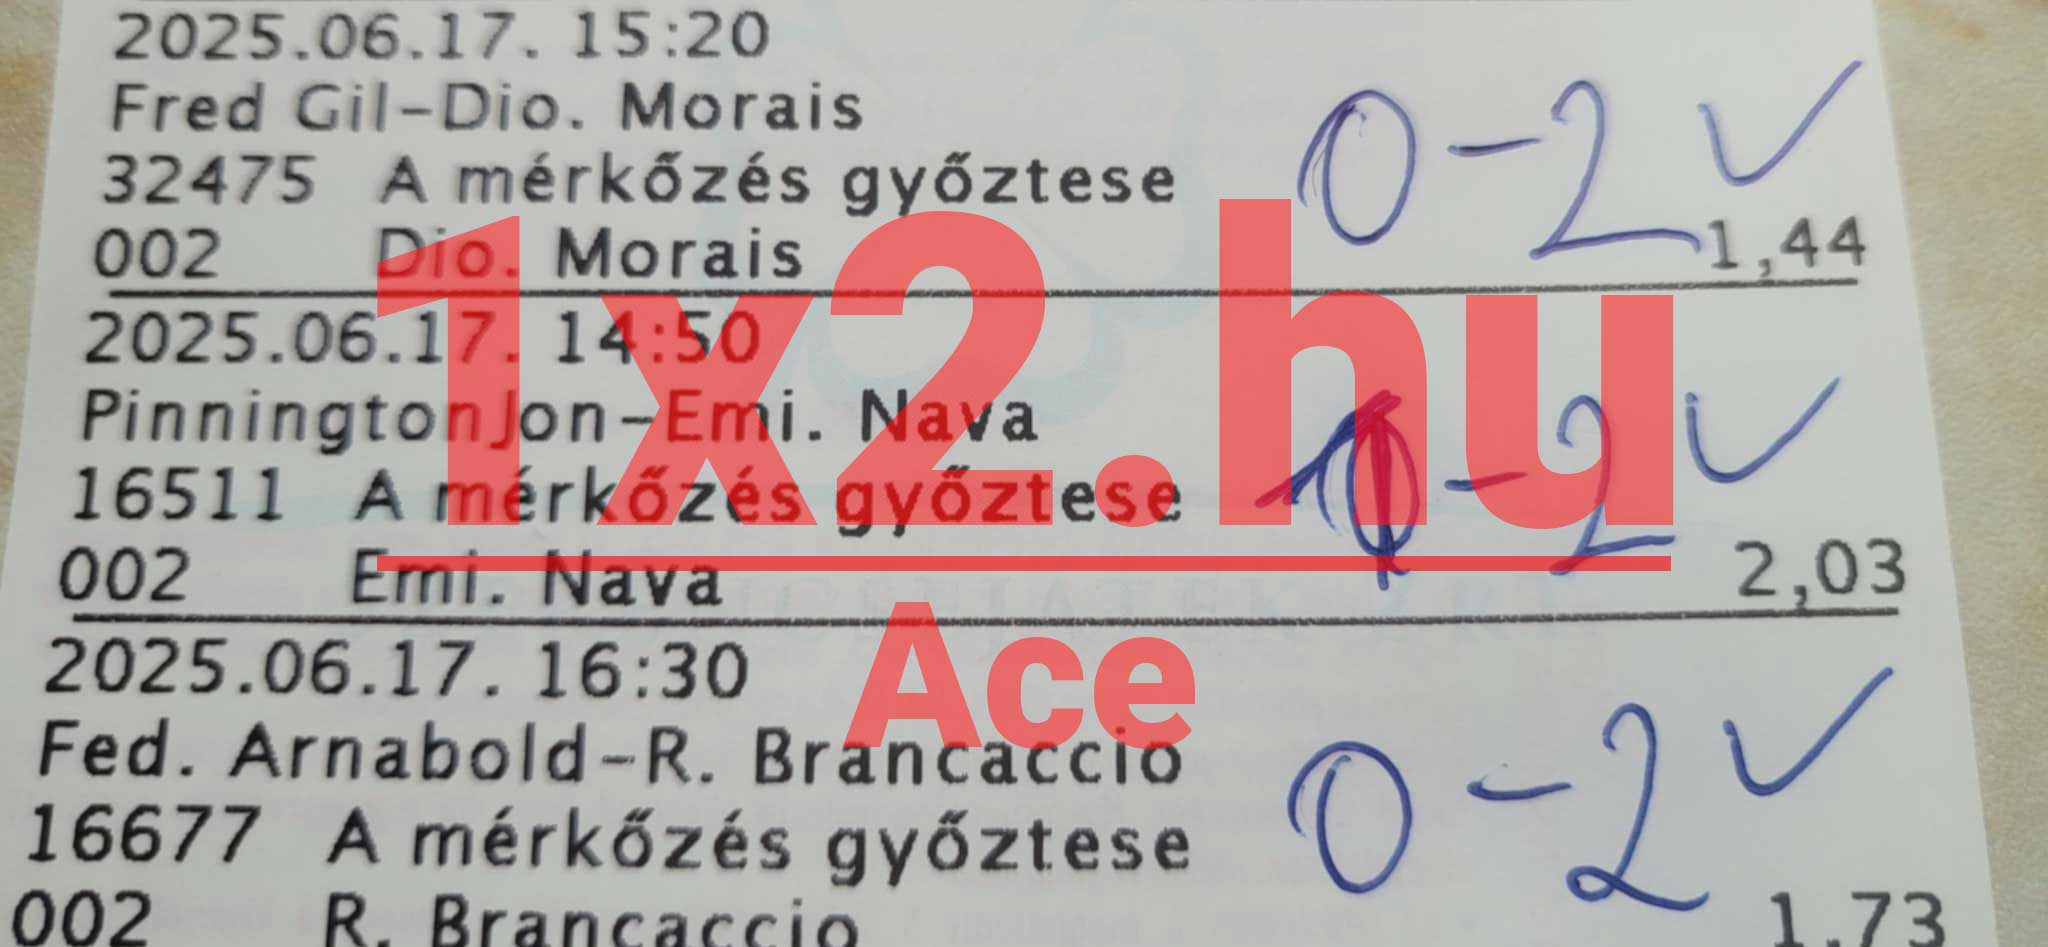 2025.06.17. 15:20
Fred Gil-Dio. Morais
32475 A mérkőzés győztese
0-2 ✓
002 Dio. Morais 1,44
2025.06.17. 14:50
PinningtonJon-Emi. Nava
16511 A mérkőzés győztese
1-2 ✓
002 Emi. Nava 2,03
2025.06.17. 16:30
Fed. Arnabold-R. Brancaccio
16677 A mérkőzés győztese
0-2 ✓
002 R. Brancaccio 1,73
1x2.hu
Ace